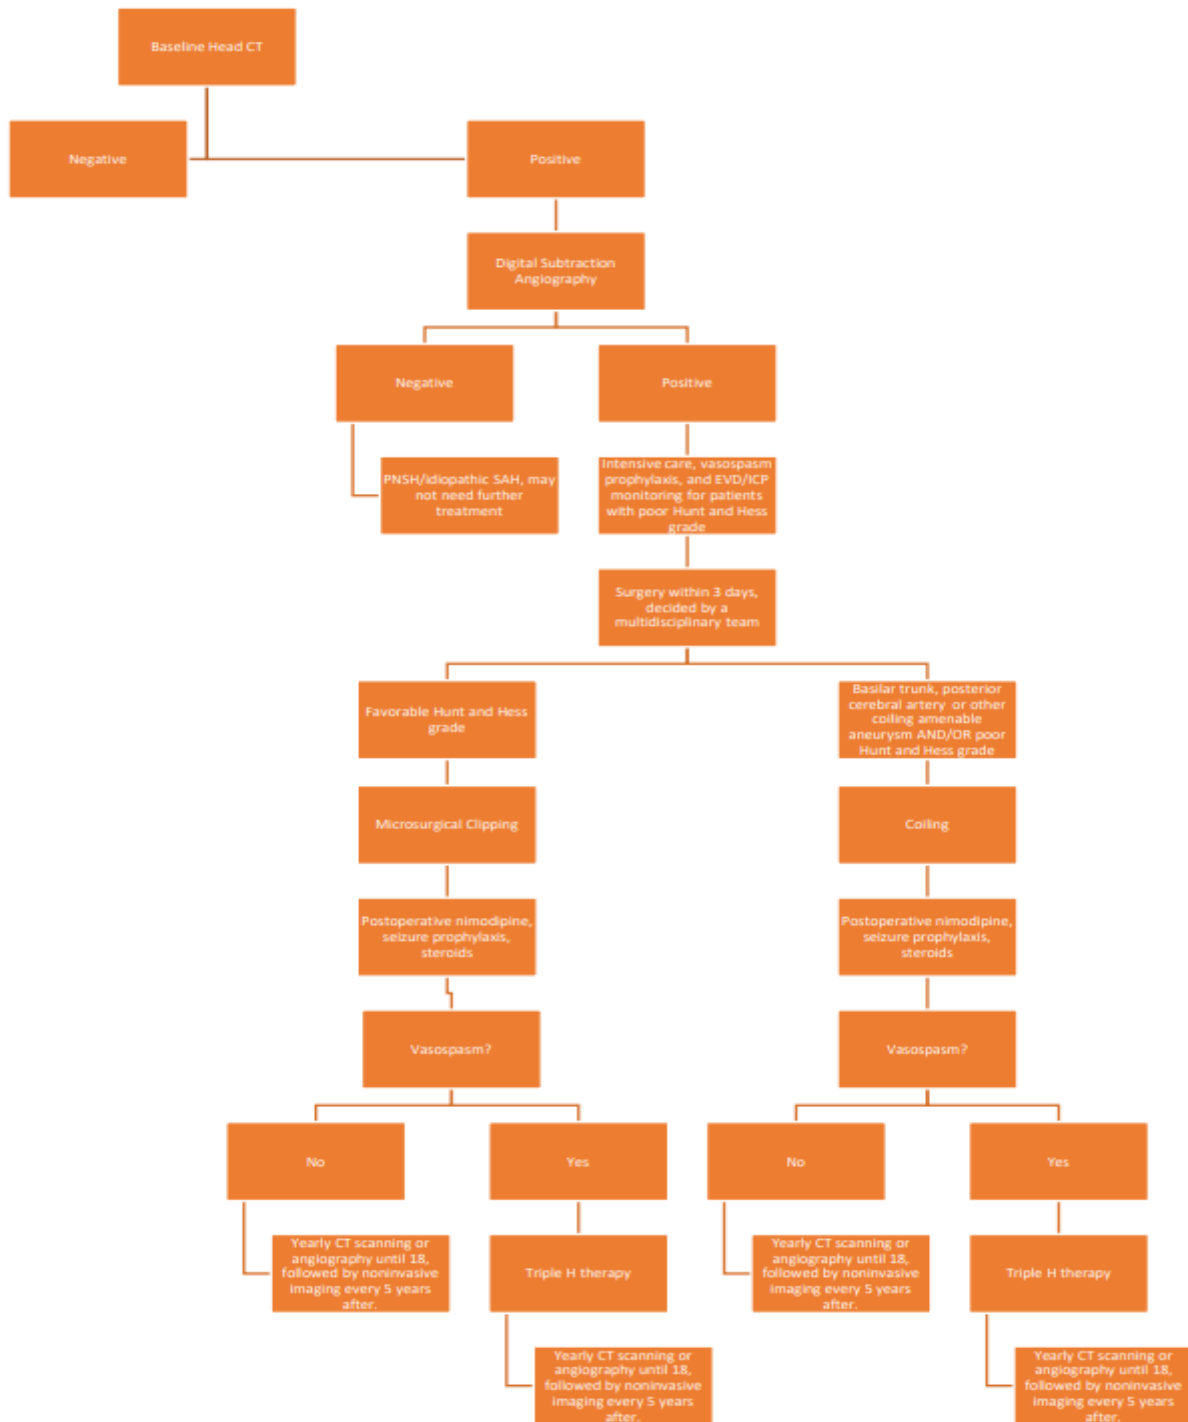 Baseline Head CT
Negative
Positive
Digital Subtraction
Angiography
Negative
Positive
PNSH/idiopathic SAH, may
not need further
treatment
Intensive care, vasospasm
prophylaxis, and EVD/ICP
monitoring for patients
with poor Hunt and Hess
grade
Surgery within 3 days,
decided by a
multidisciplinary team
Favorable Hunt and Hess
grade
Basilar trunk, posterior
cerebral artery or other
coiling amenable
aneurysm AND/OR poor
Hunt and Hess grade
Microsurgical Clipping
Coiling
Postoperative nimodipine,
seizure prophylaxis,
steroids
Postoperative nimodipine,
seizure prophylaxis,
steroids
Vasospasm?
Vasospasm?
No
Yes
No
Yes
Yearly CT scanning or
angiography until 18,
followed by noninvasive
imaging every 5 years
after.
Triple H therapy
Yearly CT scanning or
angiography until 18,
followed by noninvasive
imaging every 5 years
after.
Triple H therapy
Yearly CT scanning or
angiography until 18,
followed by noninvasive
imaging every 5 years
after.
Yearly CT scanning or
angiography until 18,
followed by noninvasive
imaging every 5 years
after.